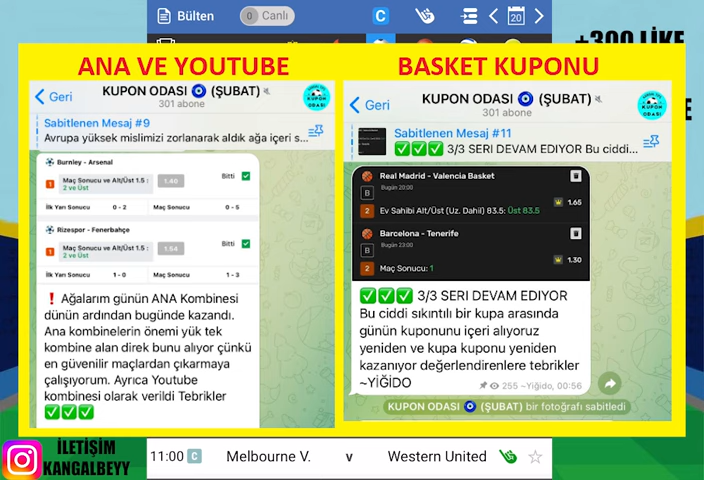 Bülten
0 Canlı
C
20
+300 LİKE
ANA VE YOUTUBE
Geri
KUPON ODASI 🧿 (ŞUBAT)
301 abone
KUPON ODASI
Sabitlenen Mesaj #9
Avrupa yüksek mislimizi zorlanarak aldık ağa içeri s...
Burnley - Arsenal
1
Maç Sonucu ve Alt/Üst 1.5 :
2 ve Üst
1.40
Bitti
İlk Yarı Sonucu 0 - 2 Maç Sonucu 0 - 5
Rizespor - Fenerbahçe
1
Maç Sonucu ve Alt/Üst 1.5 :
2 ve Üst
1.54
Bitti
İlk Yarı Sonucu 1 - 0 Maç Sonucu 1 - 3
❗ Ağalarım günün ANA Kombinesi
dünün ardından bugünde kazandı.
Ana kombinelerin önemi yük tek
kombine alan direk bunu alıyor çünkü
en güvenilir maçlardan çıkarmaya
çalışıyorum. Ayrıca Youtube
kombinesi olarak verildi Tebrikler
✅✅✅
BASKET KUPONU
Geri
KUPON ODASI 🧿 (ŞUBAT)
301 abone
KUPON ODASI
Sabitlenen Mesaj #11
✅✅✅ 3/3 SERI DEVAM EDIYOR Bu ciddi...
Real Madrid - Valencia Basket
Bugün 20:00
B
1.65
2 Ev Sahibi Alt/Üst (Uz. Dahil) 83.5: Üst 83.5
Barcelona - Tenerife
Bugün 23:00
B
1.30
2 Maç Sonucu: 1
✅✅✅ 3/3 SERI DEVAM EDIYOR
Bu ciddi sıkıntılı bir kupa arasında
günün kuponunu içeri alıyoruz
yeniden ve kupa kuponu yeniden
kazanıyor değerlendirenlere tebrikler
~YİĞİDO
255 ~Yiğido, 00:56
KUPON ODASI 🧿 (ŞUBAT) bir fotoğrafı sabitledi
İLETİŞİM
KANGALBEYY
11:00 C Melbourne V. v Western United